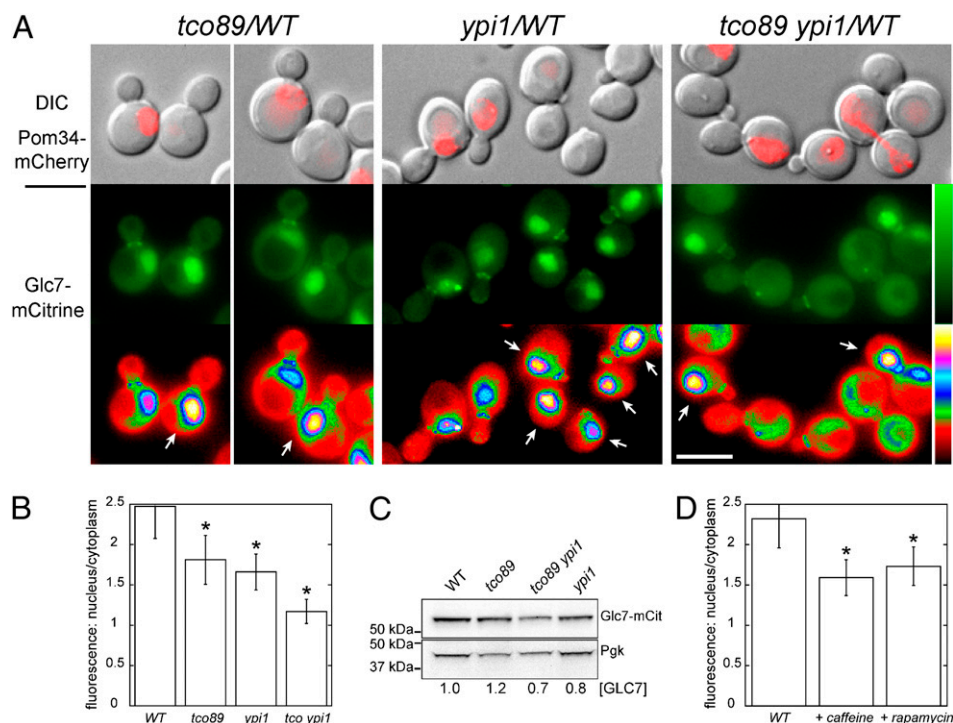 A
tco89/WT
ypi1/WT
tco89 ypi1/WT
DIC
Pom34-
mCherry
Glc7-
mCitrine
B
fluorescence: nucleus/cytoplasm
2.5
2
1.5
1
0.5
0
*
*
*
WT
tco89
ypi1
tco ypi1
C
WT
tco89
tco89 ypi1
ypi1
Glc7-mCit
50 kDa
50 kDa
Pgk
37 kDa
1.0 1.2 0.7 0.8 [GLC7]
D
fluorescence: nucleus/cytoplasm
2.5
2
1.5
1
0.5
0
*
*
WT
+ caffeine
+ rapamycin